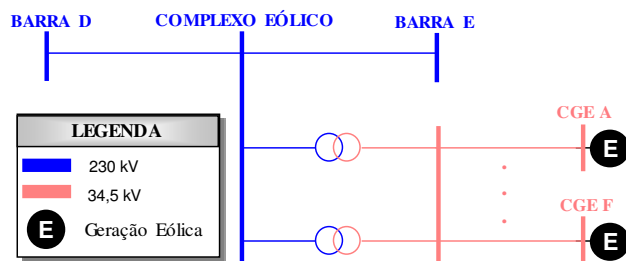 BARRA D
COMPLEXO EÓLICO
BARRA E
CGE A
E
LEGENDA
230 kV
34,5 kV
E Geração Eólica
CGE F
E